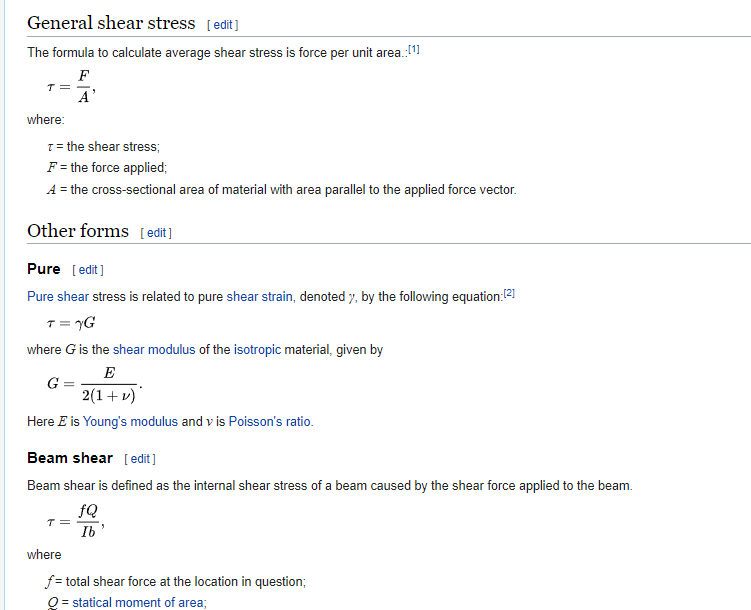 General shear stress [ edit ]
The formula to calculate average shear stress is force per unit area.:[1]
τ = F/A,
where:
τ = the shear stress;
F = the force applied;
A = the cross-sectional area of material with area parallel to the applied force vector.
Other forms [ edit ]
Pure [ edit ]
Pure shear stress is related to pure shear strain, denoted γ, by the following equation:[2]
τ = γG
where G is the shear modulus of the isotropic material, given by
G = E/2(1 + ν).
Here E is Young's modulus and ν is Poisson's ratio.
Beam shear [ edit ]
Beam shear is defined as the internal shear stress of a beam caused by the shear force applied to the beam.
τ = fQ/Ib,
where
f = total shear force at the location in question;
Q = statical moment of area;